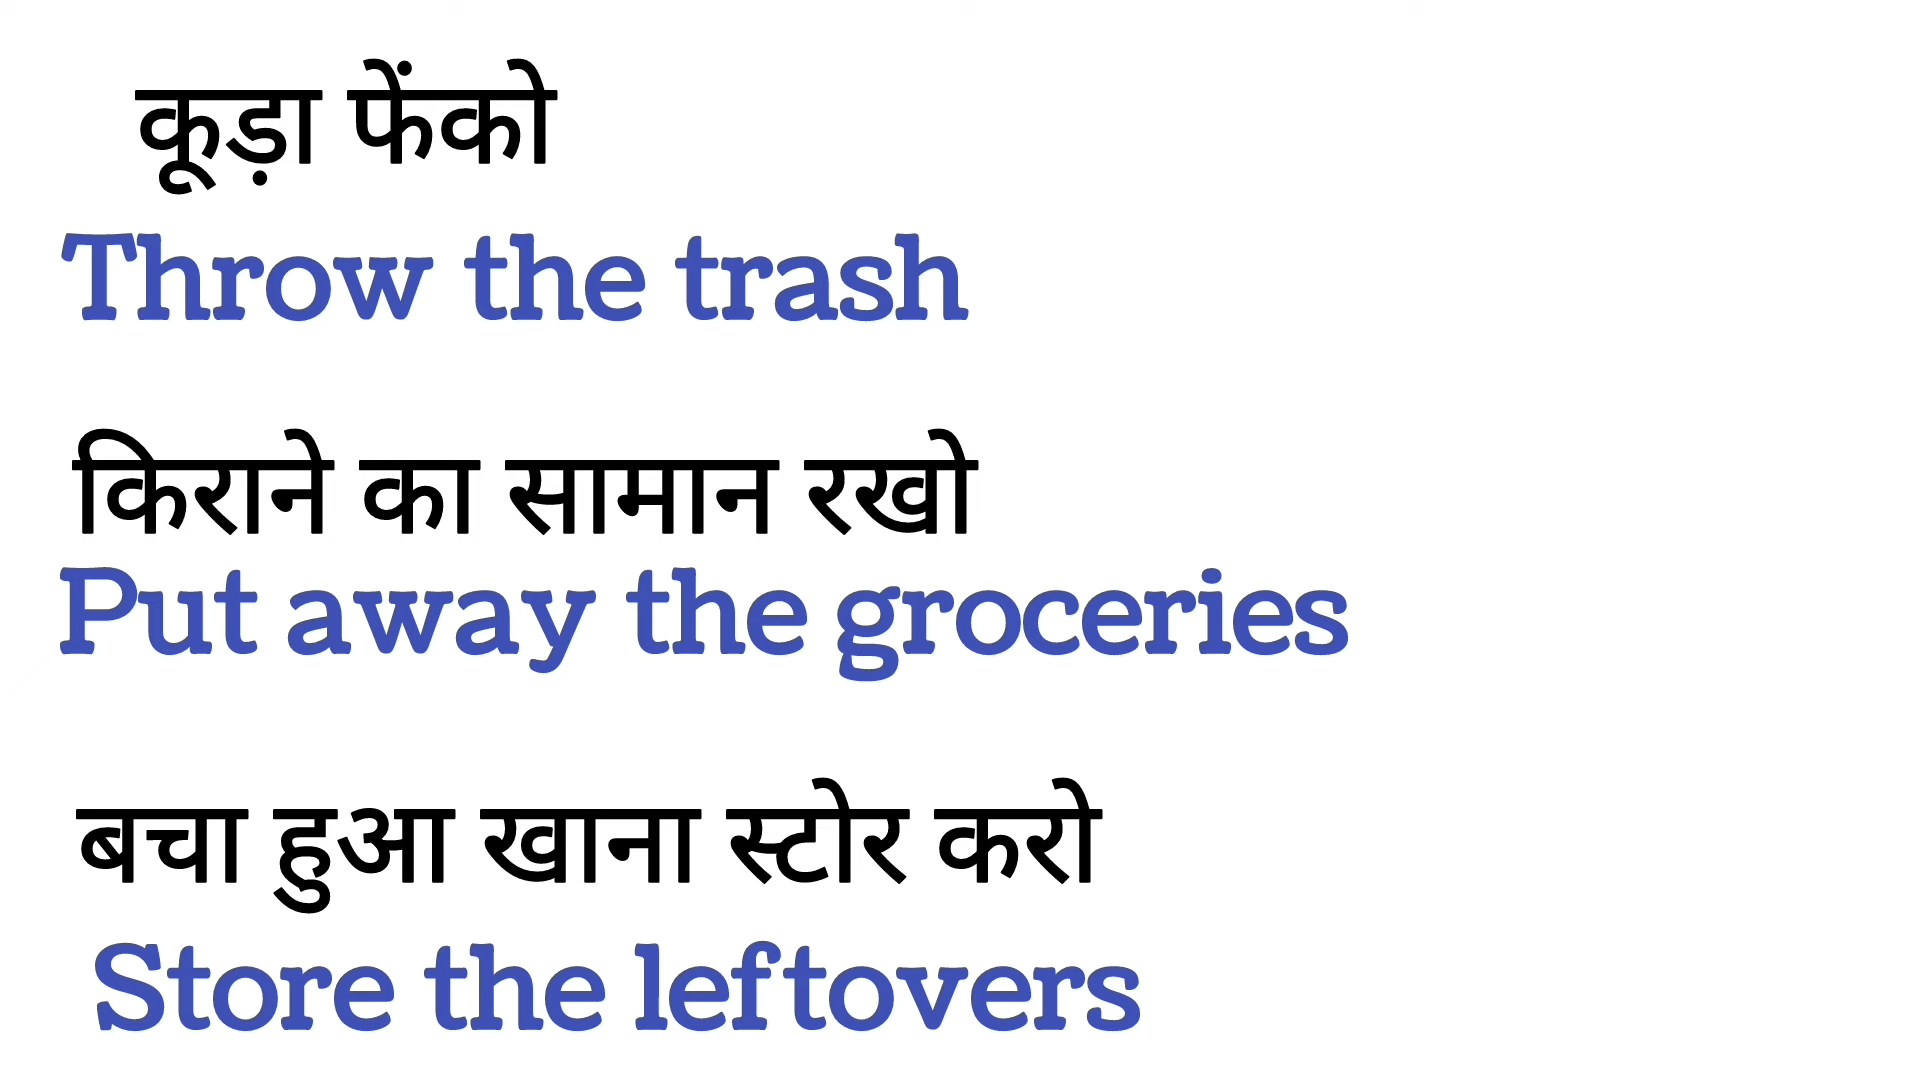 कूड़ा फेंको
Throw the trash
किराने का सामान रखो
Put away the groceries
बचा हुआ खाना स्टोर करो
Store the leftovers